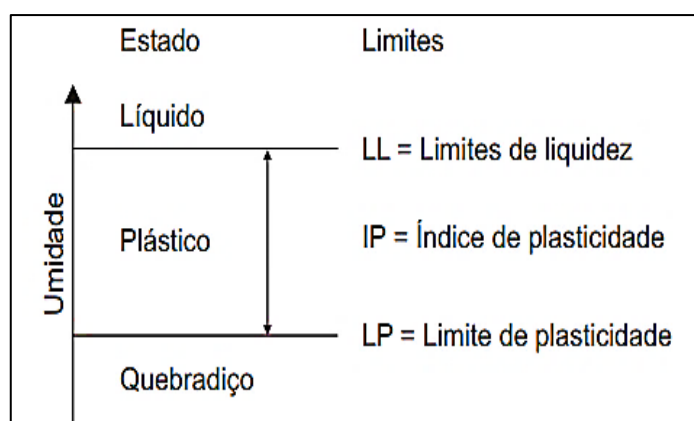 Estado Limites
Líquido
LL = Limites de liquidez
Umidade
Plástico
IP = Índice de plasticidade
LP = Limite de plasticidade
Quebradiço